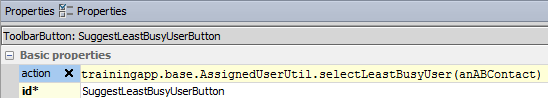 Properties Properties
ToolbarButton: SuggestLeastBusyUserButton
Basic properties
action trainingapp.base.AssignedUserUtil.selectLeastBusyUser(anABContact)
id* SuggestLeastBusyUserButton